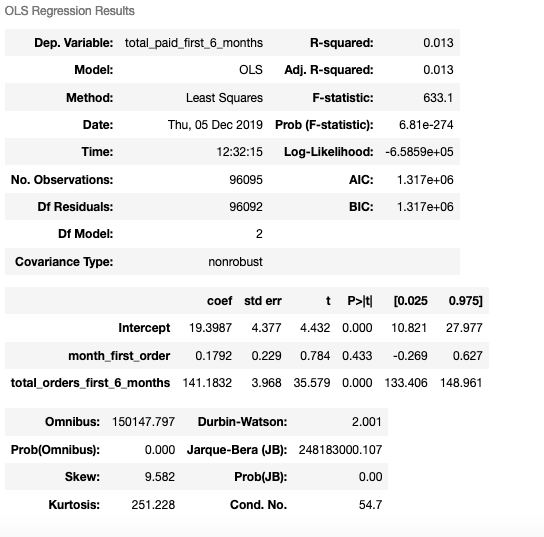 OLS Regression Results
Dep. Variable: total_paid_first_6_months R-squared: 0.013
Model: OLS Adj. R-squared: 0.013
Method: Least Squares F-statistic: 633.1
Date: Thu, 05 Dec 2019 Prob (F-statistic): 6.81e-274
Time: 12:32:15 Log-Likelihood: -6.5859e+05
No. Observations: 96095 AIC: 1.317e+06
Df Residuals: 96092 BIC: 1.317e+06
Df Model: 2
Covariance Type: nonrobust
coef std err t P>|t| [0.025 0.975]
Intercept 19.3987 4.377 4.432 0.000 10.821 27.977
month_first_order 0.1792 0.229 0.784 0.433 -0.269 0.627
total_orders_first_6_months 141.1832 3.968 35.579 0.000 133.406 148.961
Omnibus: 150147.797 Durbin-Watson: 2.001
Prob(Omnibus): 0.000 Jarque-Bera (JB): 248183000.107
Skew: 9.582 Prob(JB): 0.00
Kurtosis: 251.228 Cond. No. 54.7